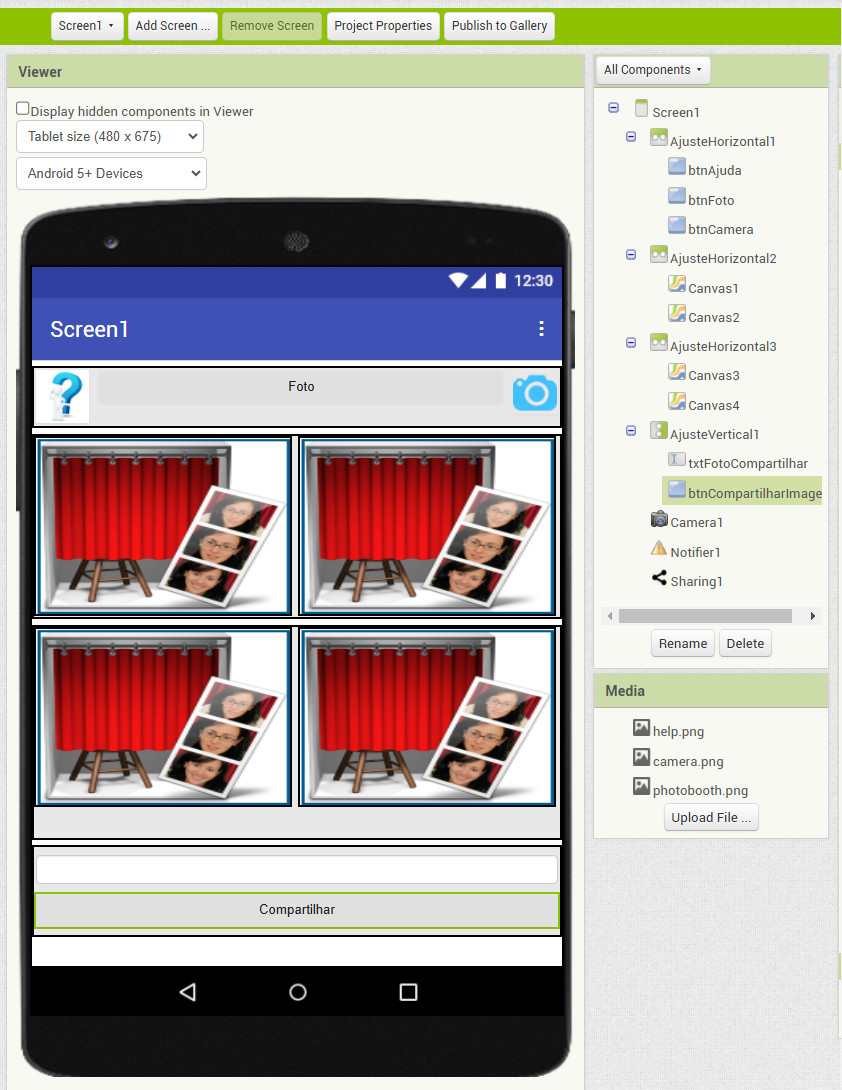 Screen1
Add Screen ...
Remove Screen
Project Properties
Publish to Gallery
Viewer
Display hidden components in Viewer
Tablet size (480 x 675)
Android 5+ Devices
12:30
Screen1
Foto
Compartilhar
All Components
Screen1
AjusteHorizontal1
btnAjuda
btnFoto
btnCamera
AjusteHorizontal2
Canvas1
Canvas2
AjusteHorizontal3
Canvas3
Canvas4
AjusteVertical1
txtFotoCompartilhar
btnCompartilharImage
Camera1
Notifier1
Sharing1
Rename
Delete
Media
help.png
camera.png
photobooth.png
Upload File ...